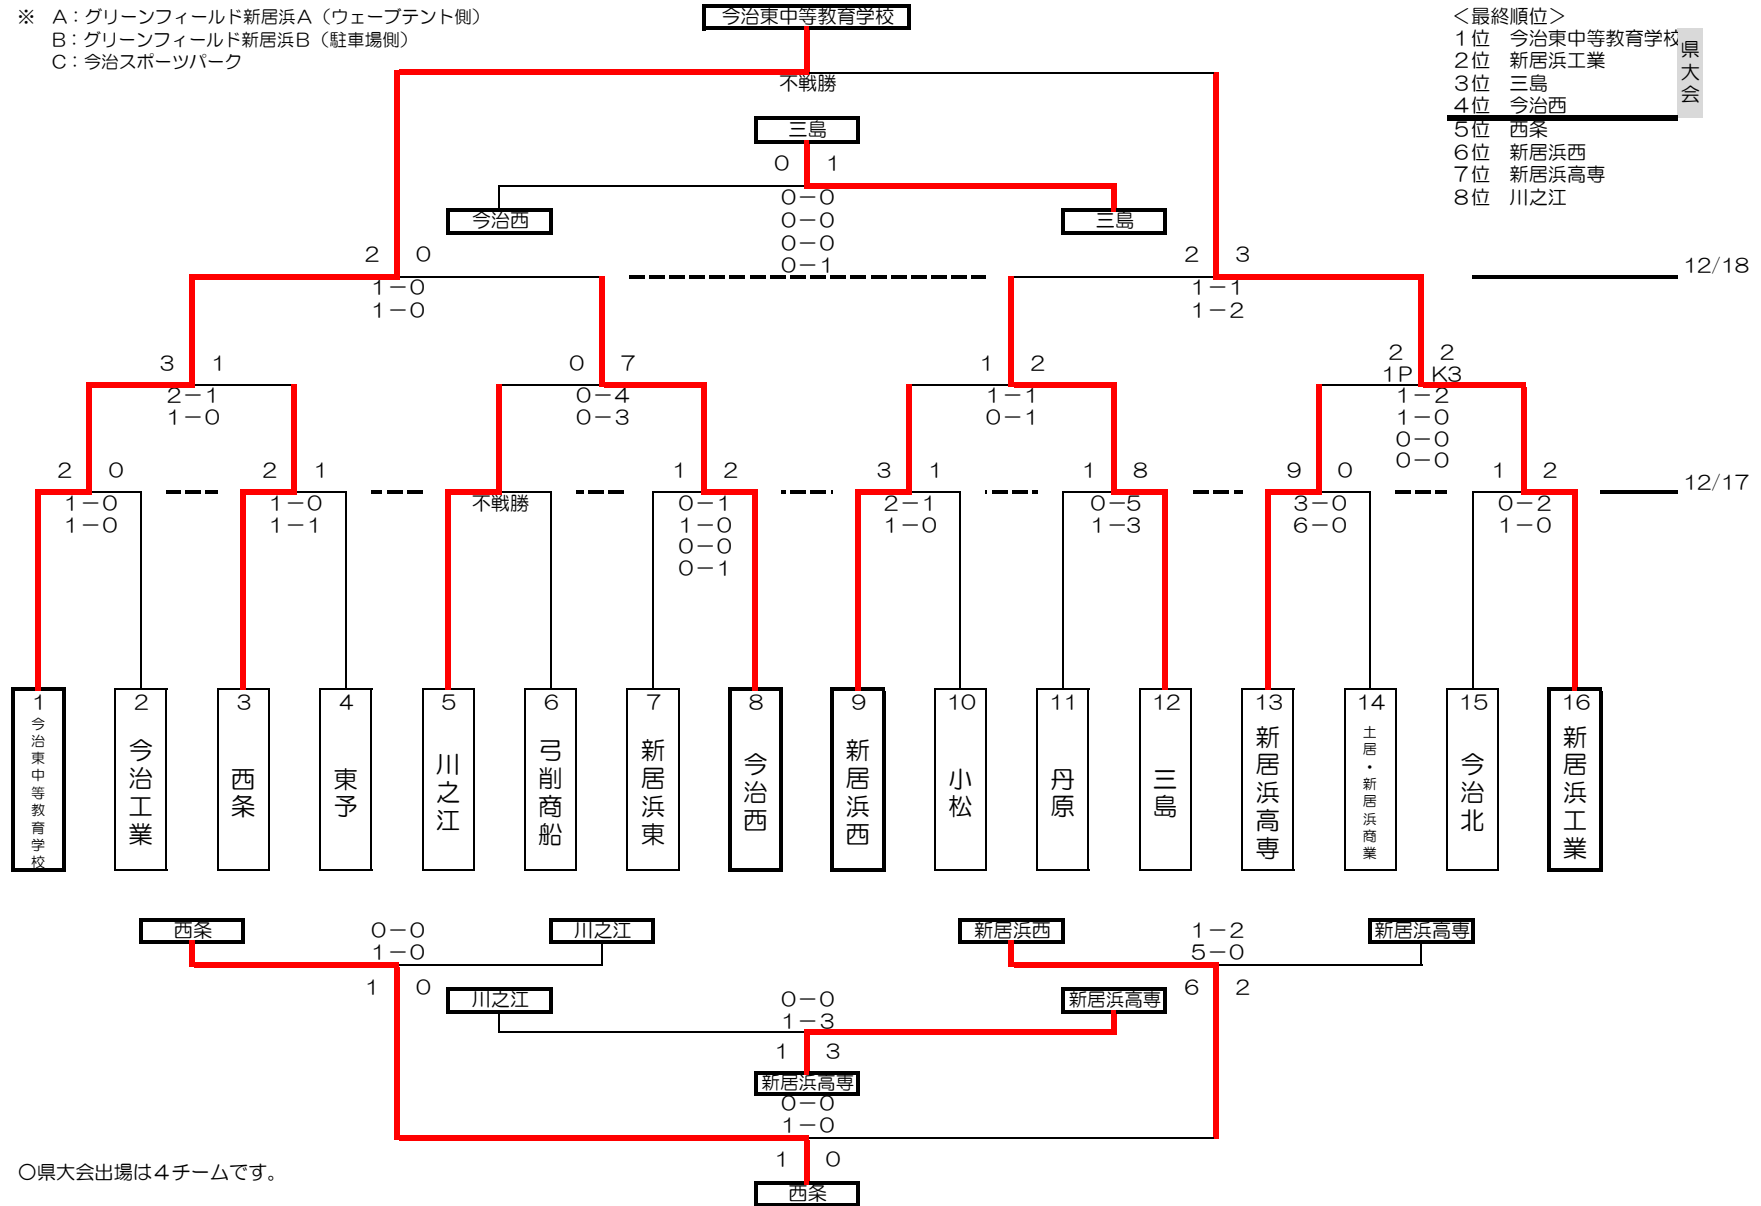 ※　Ａ：グリーンフィールド新居浜Ａ（ウェーブテント側）
Ｂ：グリーンフィールド新居浜Ｂ（駐車場側）
Ｃ：今治スポーツパーク
今治東中等教育学校
不戦勝
＜最終順位＞
１位　今治東中等教育学校
２位　新居浜工業
３位　三島
４位　今治西
県大会
５位　西条
６位　新居浜西
７位　新居浜高専
８位　川之江
三島
０　１
０－０
０－０
０－０
０－１
今治西
三島
２　０
１－０
１－０
２　３
１－１
１－２
12/18
３　１
２－１
１－０
０　７
０－４
０－３
１　２
１－１
０－１
２　２
１Ｐ　Ｋ３
１－２
１－０
０－０
０－０
２　０
１－０
１－０
２　１
１－０
１－１
不戦勝
１　２
０－１
１－０
０－０
０－１
３　１
２－１
１－０
１　８
０－５
１－３
９　０
３－０
６－０
１　２
０－２
１－０
12/17
1
今治東中等教育学校
2
今治工業
3
西条
4
東予
5
川之江
6
弓削商船
7
新居浜東
8
今治西
9
新居浜西
10
小松
11
丹原
12
三島
13
新居浜高専
14
土居・新居浜商業
15
今治北
16
新居浜工業
西条
０－０
１－０
川之江
１　０
新居浜西
１－２
５－０
新居浜高専
６　２
川之江
０－０
１－３
新居浜高専
１　３
新居浜高専
０－０
１－０
１　０
西条
○県大会出場は４チームです。